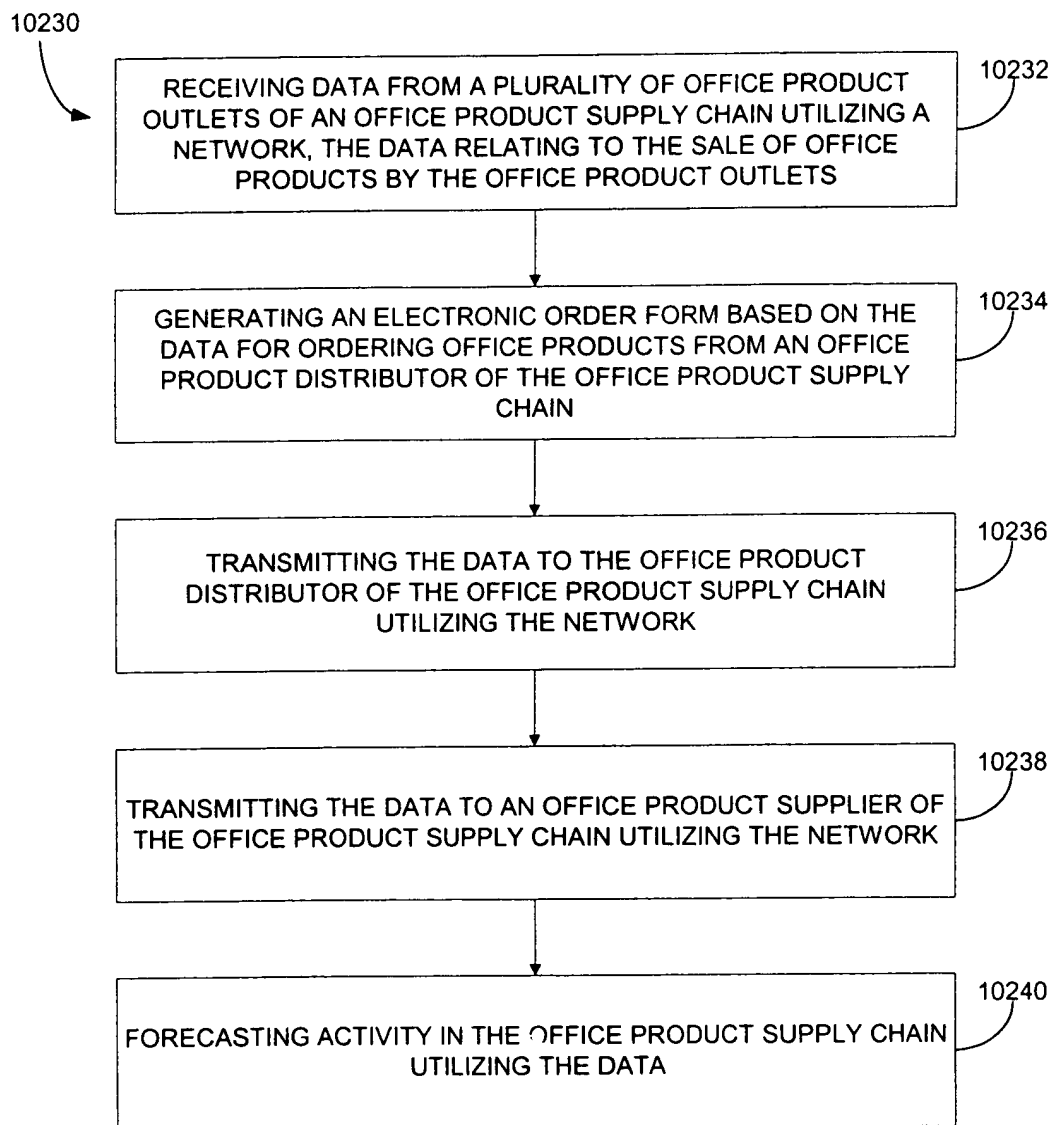 10230
10232
RECEIVING DATA FROM A PLURALITY OF OFFICE PRODUCT
OUTLETS OF AN OFFICE PRODUCT SUPPLY CHAIN UTILIZING A
NETWORK, THE DATA RELATING TO THE SALE OF OFFICE
PRODUCTS BY THE OFFICE PRODUCT OUTLETS
10234
GENERATING AN ELECTRONIC ORDER FORM BASED ON THE
DATA FOR ORDERING OFFICE PRODUCTS FROM AN OFFICE
PRODUCT DISTRIBUTOR OF THE OFFICE PRODUCT SUPPLY
CHAIN
10236
TRANSMITTING THE DATA TO THE OFFICE PRODUCT
DISTRIBUTOR OF THE OFFICE PRODUCT SUPPLY CHAIN
UTILIZING THE NETWORK
10238
TRANSMITTING THE DATA TO AN OFFICE PRODUCT SUPPLIER OF
THE OFFICE PRODUCT SUPPLY CHAIN UTILIZING THE NETWORK
10240
FORECASTING ACTIVITY IN THE OFFICE PRODUCT SUPPLY CHAIN
UTILIZING THE DATA